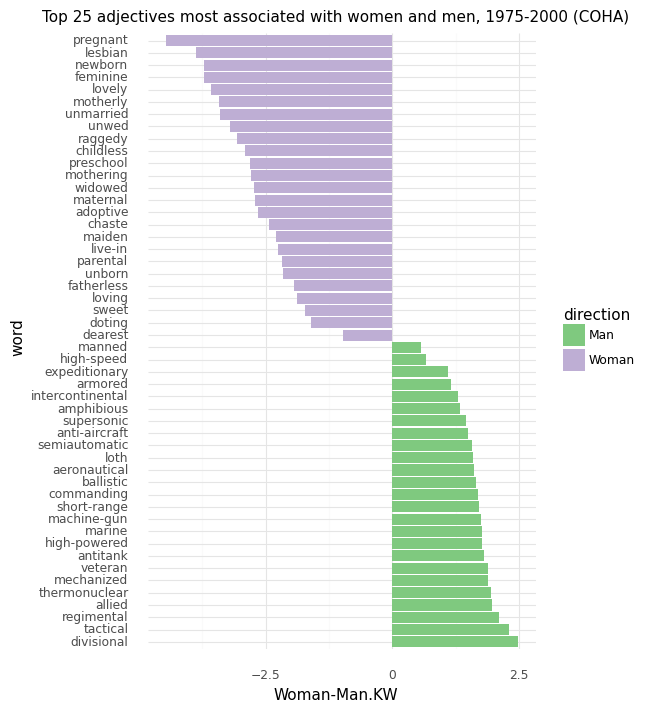 Top 25 adjectives most associated with women and men, 1975-2000 (COHA)
pregnant
lesbian
newborn
feminine
lovely
motherly
unmarried
unwed
raggedy
childless
preschool
mothering
widowed
maternal
adoptive
chaste
maiden
live-in
parental
unborn
fatherless
loving
sweet
doting
dearest
manned
high-speed
expeditionary
armored
intercontinental
amphibious
supersonic
anti-aircraft
semiautomatic
loth
aeronautical
ballistic
commanding
short-range
machine-gun
marine
high-powered
antitank
veteran
mechanized
thermonuclear
allied
regimental
tactical
divisional
word
−2.5
0
2.5
Woman-Man.KW
direction
Man
Woman